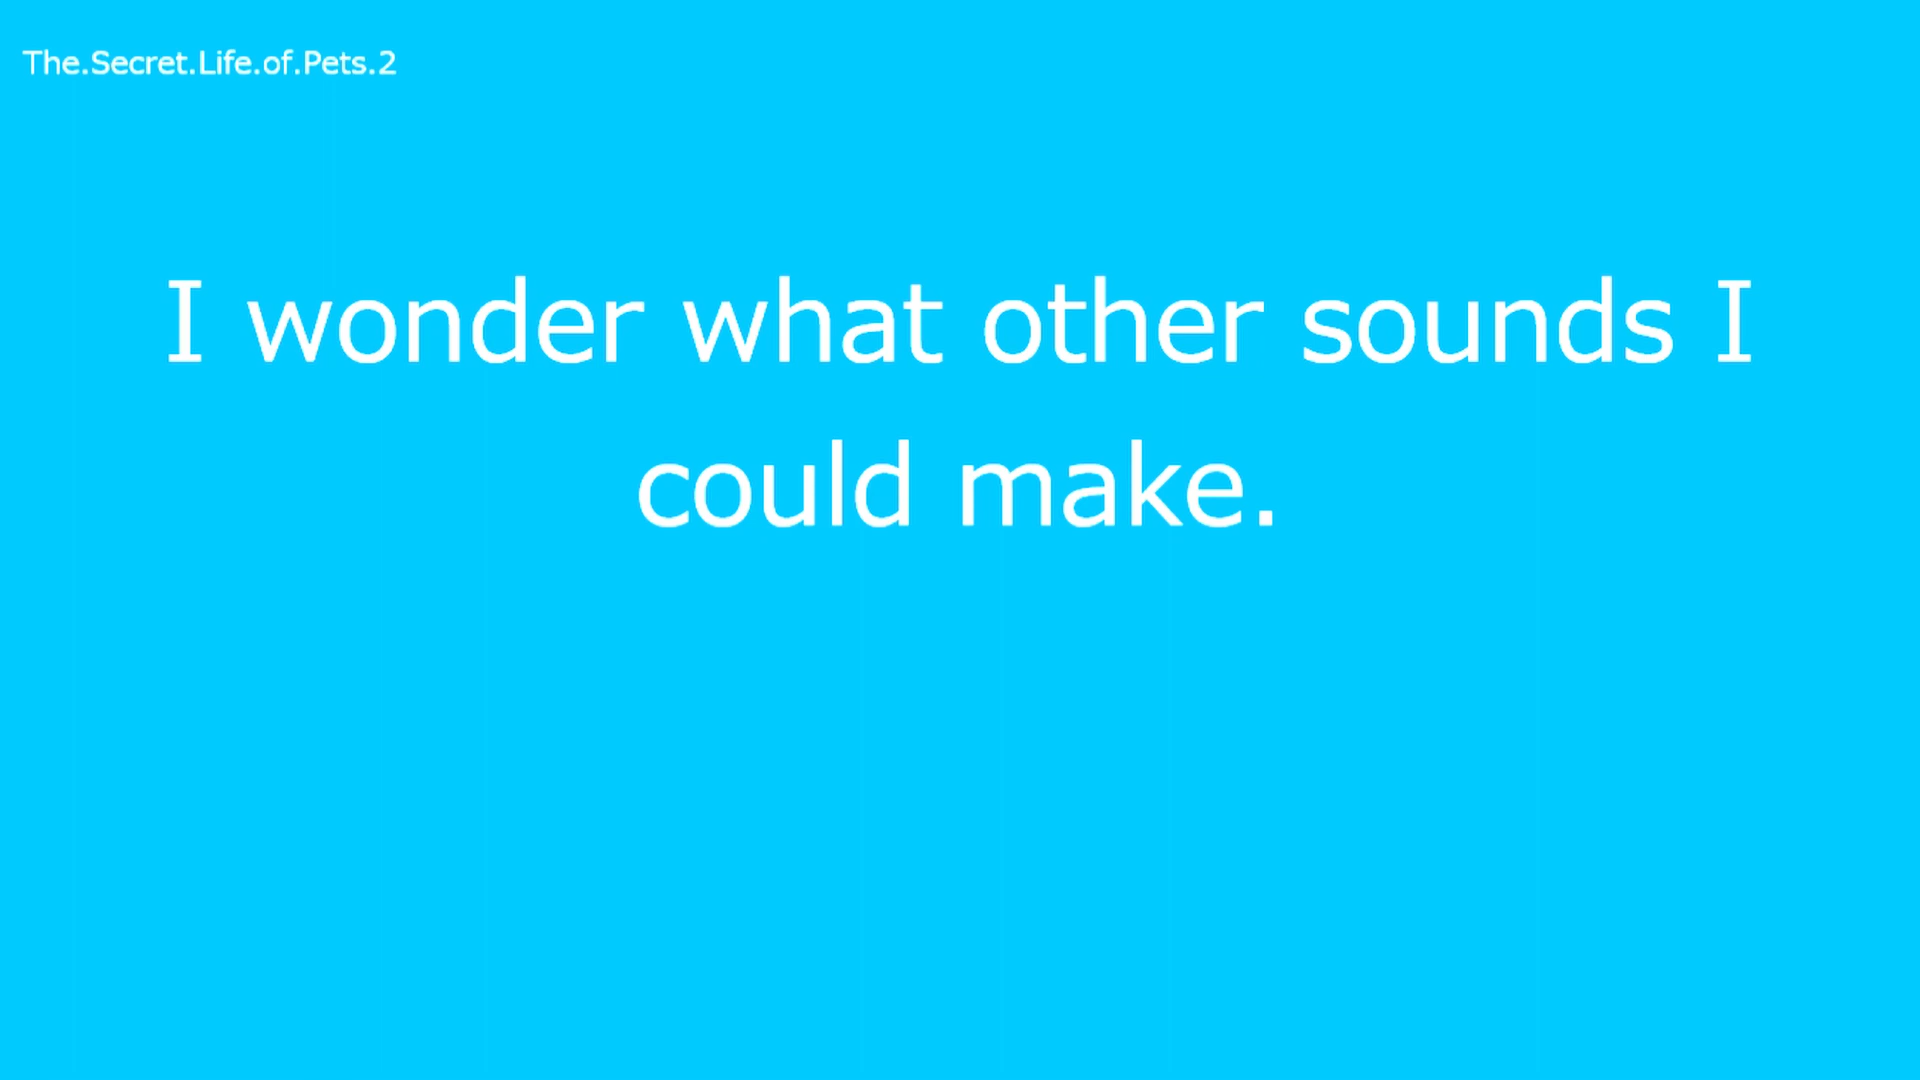 The.Secret.Life.of.Pets.2
I wonder what other sounds I
could make.